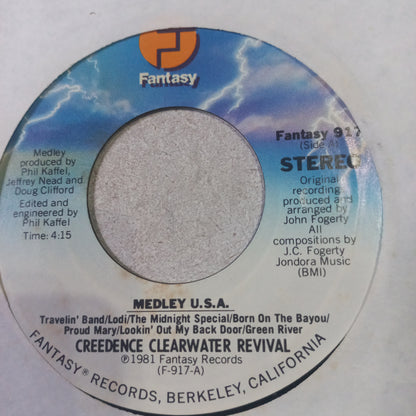 Fantasy
Medley
produced by
Phil Kaffel,
Jeffrey Nead and
Doug Clifford
Edited and
engineered by
Phil Kaffel
Time: 4:15
Fantasy 917
(Side A)
STEREO
Original
recording
produced and
arranged by
John Fogerty
All
compositions by
J.C. Fogerty
Jondora Music
(BMI)
MEDLEY U.S.A.
Travelin' Band/Lodi/The Midnight Special/Born On The Bayou/
Proud Mary/Lookin' Out My Back Door/Green River
CREEDENCE CLEARWATER REVIVAL
℗1981 Fantasy Records
(F-917-A)
FANTASY® RECORDS, BERKELEY, CALIFORNIA